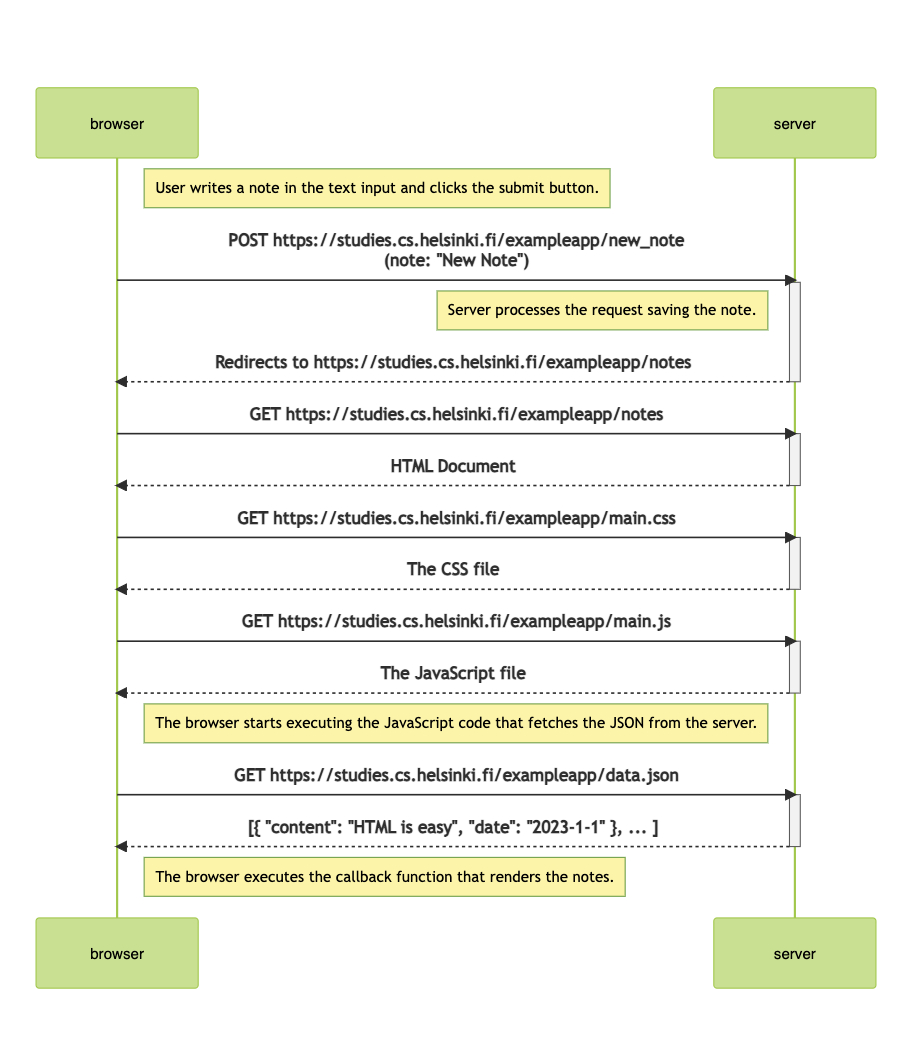 browser
server
User writes a note in the text input and clicks the submit button.
POST https://studies.cs.helsinki.fi/exampleapp/new_note
(note: "New Note")
Server processes the request saving the note.
Redirects to https://studies.cs.helsinki.fi/exampleapp/notes
GET https://studies.cs.helsinki.fi/exampleapp/notes
HTML Document
GET https://studies.cs.helsinki.fi/exampleapp/main.css
The CSS file
GET https://studies.cs.helsinki.fi/exampleapp/main.js
The JavaScript file
The browser starts executing the JavaScript code that fetches the JSON from the server.
GET https://studies.cs.helsinki.fi/exampleapp/data.json
[{ "content": "HTML is easy", "date": "2023-1-1" }, ... ]
The browser executes the callback function that renders the notes.
browser
server